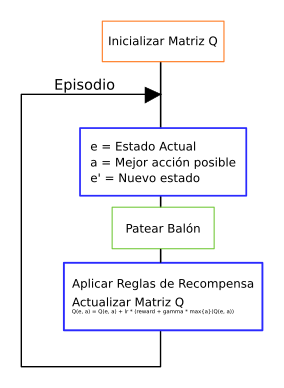 Inicializar Matriz Q
Episodio
e = Estado Actual
a = Mejor acción posible
e' = Nuevo estado
Patear Balón
Aplicar Reglas de Recompensa
Actualizar Matriz Q
Q(e, a) = Q(e, a) + lr * (reward + gamma * max{a}(Q(e, a))